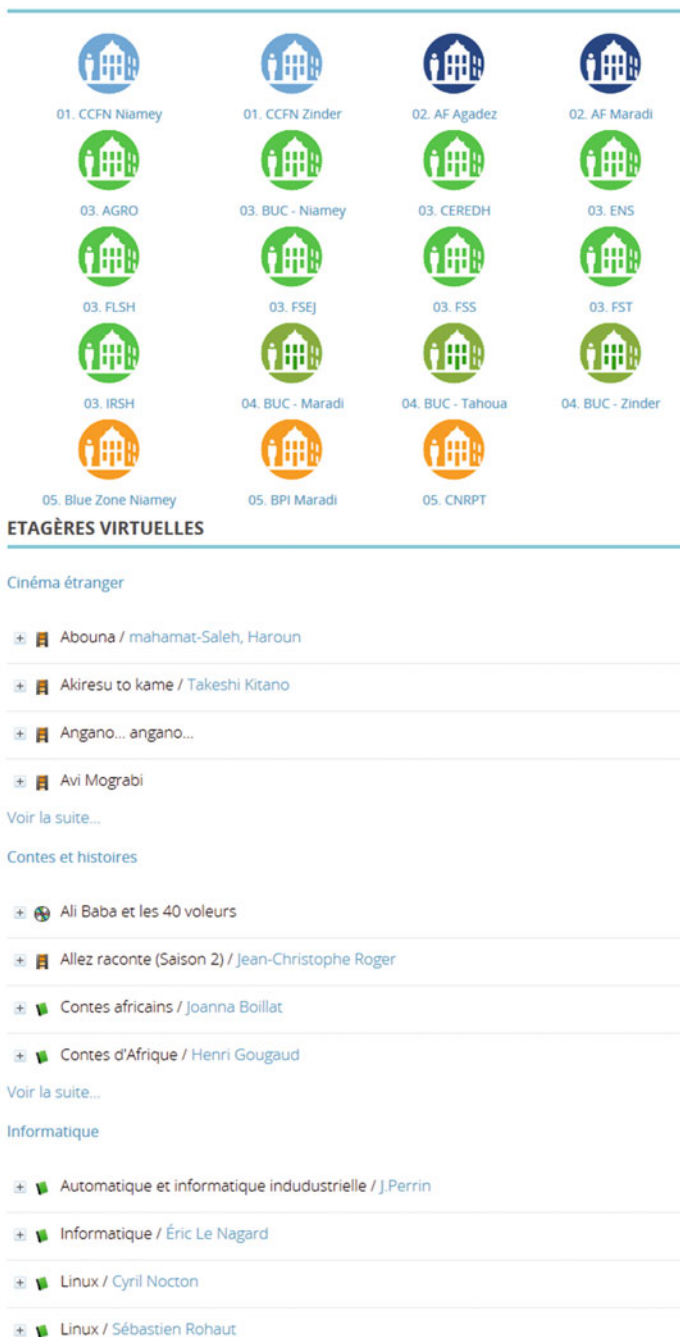 01. CCFN Niamey 01. CCFN Zinder 02. AF Agadez 02. AF Maradi
03. AGRO 03. BUC - Niamey 03. CEREDH 03. ENS
03. FLSH 03. FSEJ 03. FSS 03. FST
03. IRSH 04. BUC - Maradi 04. BUC - Tahoua 04. BUC - Zinder
05. Blue Zone Niamey 05. BPI Maradi 05. CNRPT
ETAGÈRES VIRTUELLES
Cinéma étranger
Abouna / mahamat-Saleh, Haroun
Akiresu to kame / Takeshi Kitano
Angano... angano...
Avi Mograbi
Voir la suite...
Contes et histoires
Ali Baba et les 40 voleurs
Allez raconte (Saison 2) / Jean-Christophe Roger
Contes africains / Joanna Boillat
Contes d'Afrique / Henri Gougaud
Voir la suite...
Informatique
Automatique et informatique indudustrielle / J.Perrin
Informatique / Éric Le Nagard
Linux / Cyril Nocton
Linux / Sébastien Rohaut